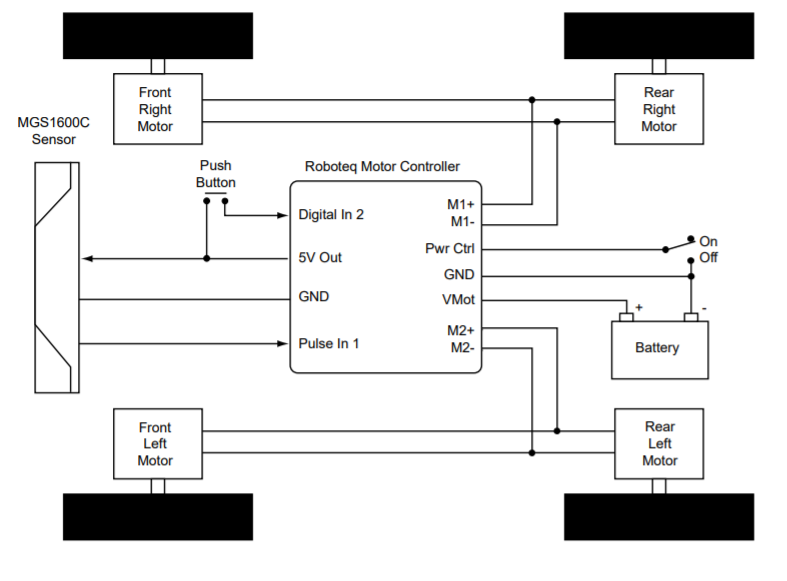 Front
Right
Motor
Rear
Right
Motor
MGS1600C
Sensor
Push
Button
Roboteq Motor Controller
Digital In 2
5V Out
GND
Pulse In 1
M1+
M1-
Pwr Ctrl
GND
VMot
M2+
M2-
On
Off
+
-
Battery
Front
Left
Motor
Rear
Left
Motor